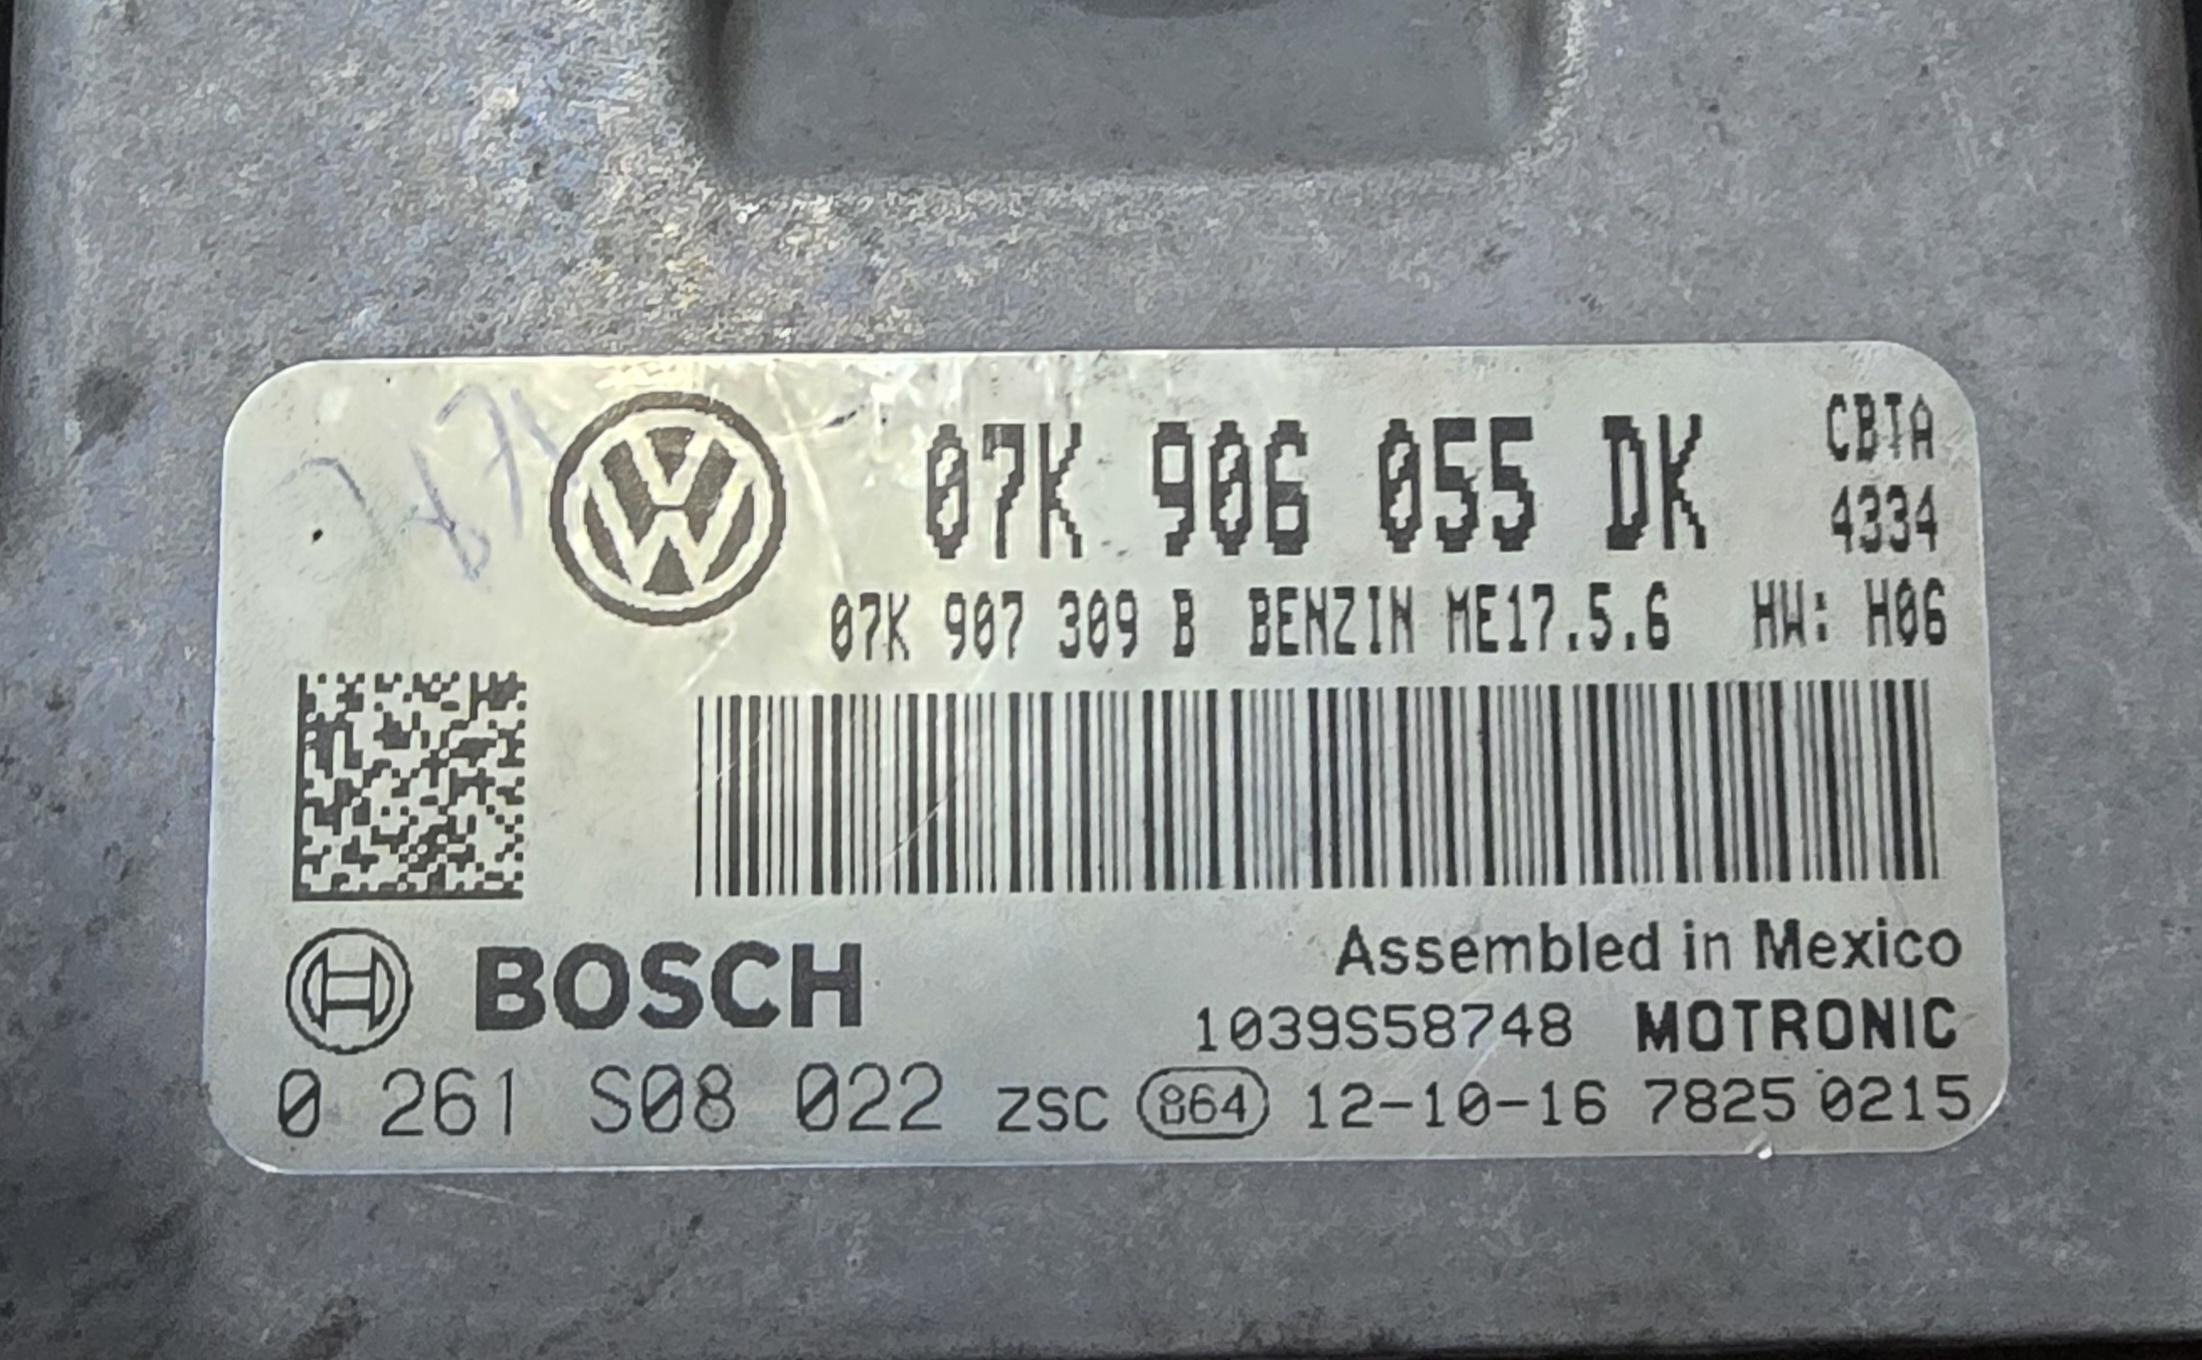 07K 906 055 DK CBTA
4334
07K 907 309 B BENZIN ME17.5.6 HW: H06
BOSCH
Assembled in Mexico
1039S58748 MOTRONIC
0 261 S08 022 ZSC 864 12-10-16 7825 0215